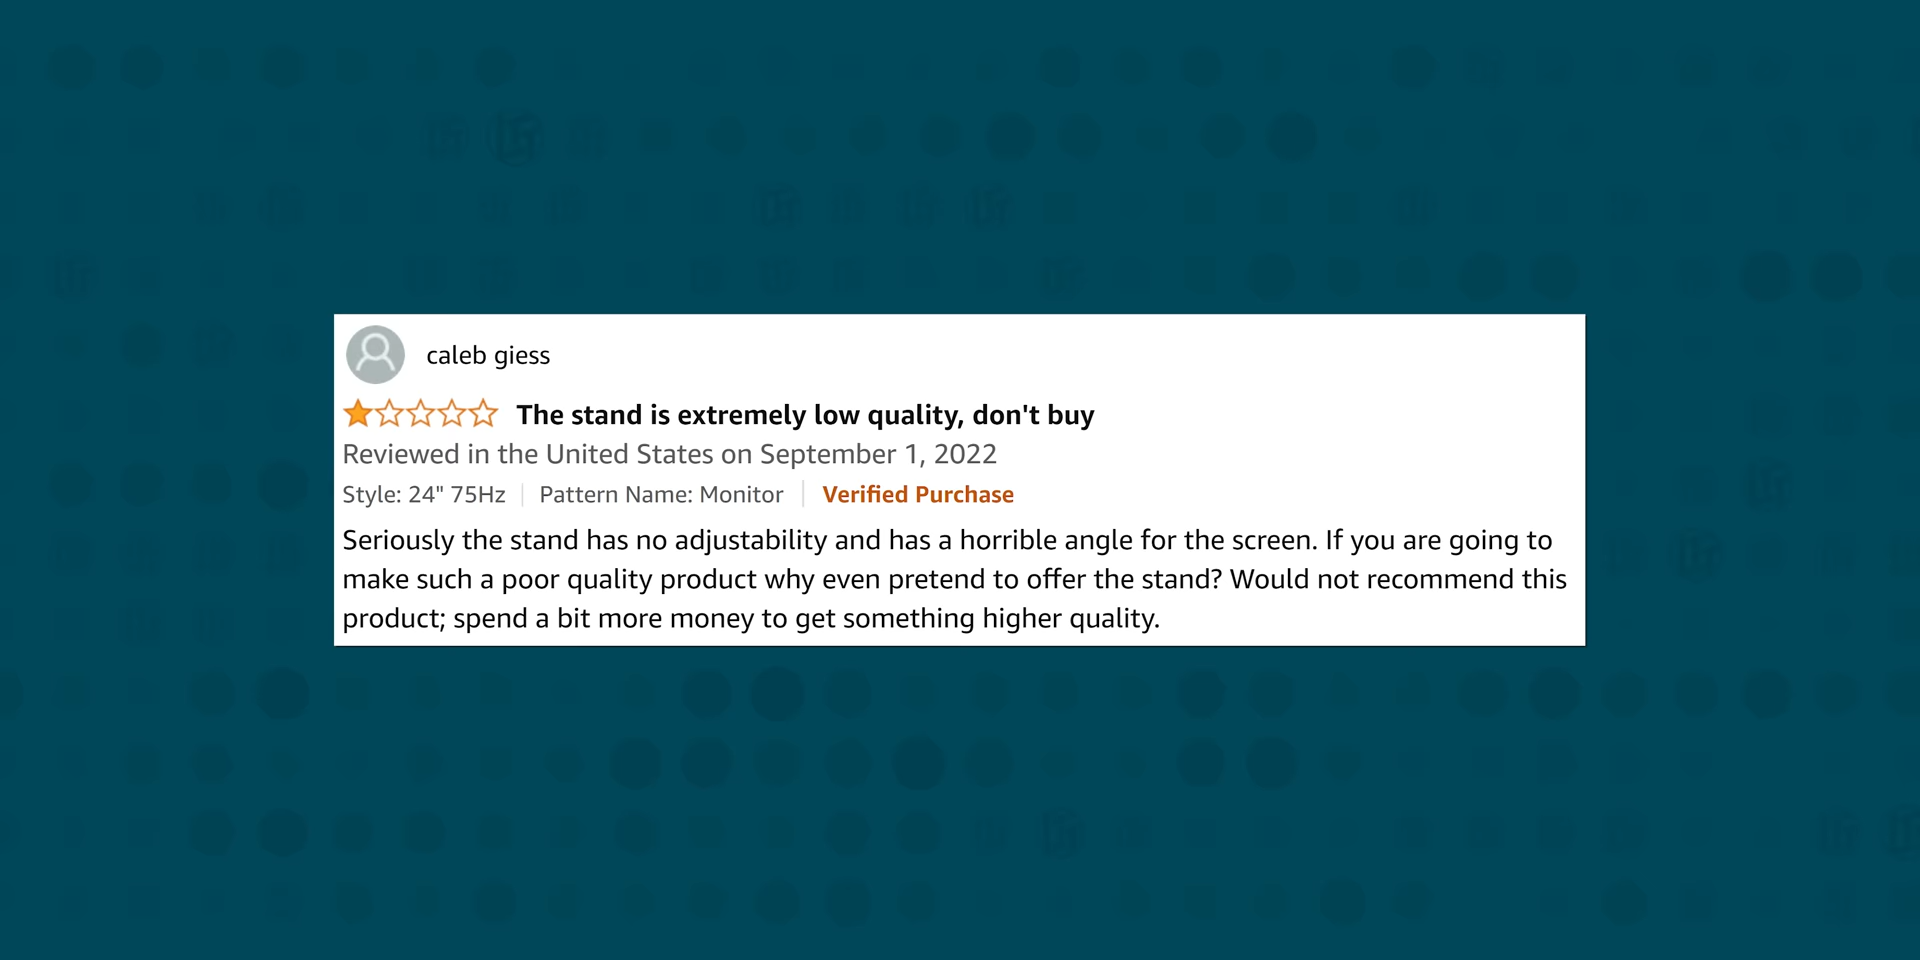 caleb giess
The stand is extremely low quality, don't buy
Reviewed in the United States on September 1, 2022
Style: 24" 75Hz | Pattern Name: Monitor | Verified Purchase
Seriously the stand has no adjustability and has a horrible angle for the screen. If you are going to
make such a poor quality product why even pretend to offer the stand? Would not recommend this
product; spend a bit more money to get something higher quality.